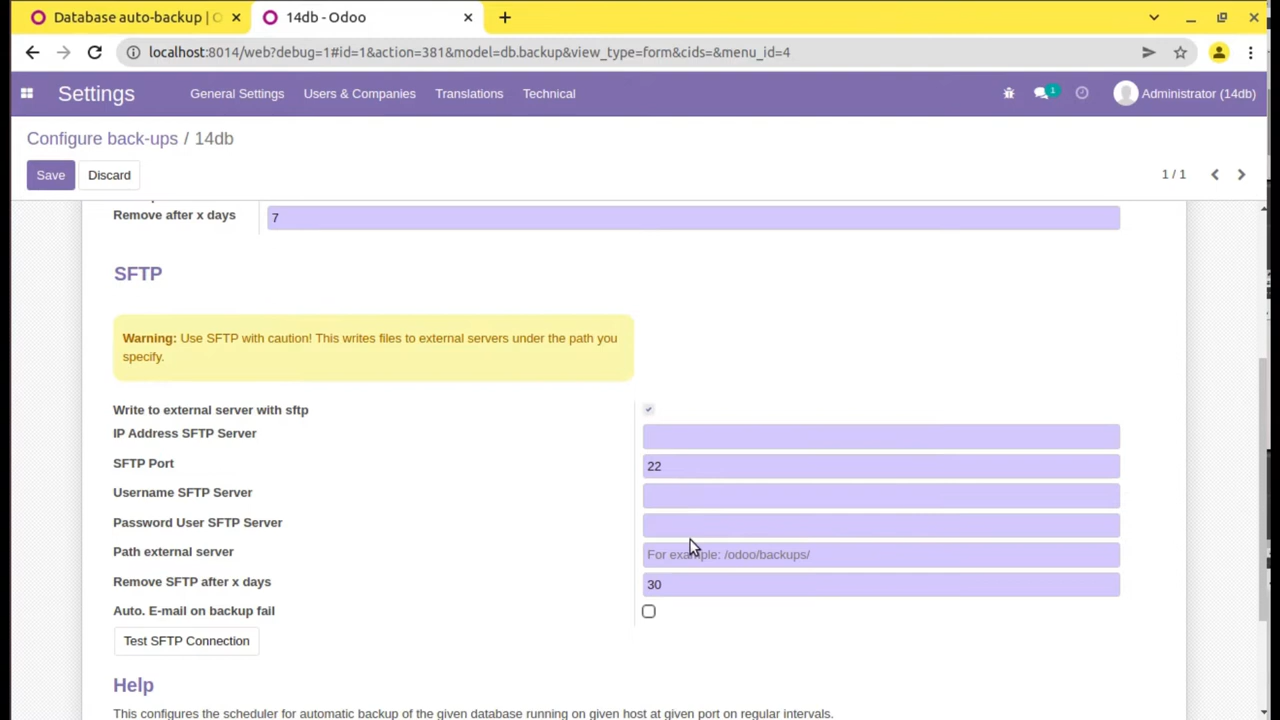 Database auto-backup |
14db - Odoo
localhost:8014/web?debug=1#id=1&action=381&model=db.backup&view_type=form&cids=&menu_id=4
Settings
General Settings
Users & Companies
Translations
Technical
1
Administrator (14db)
Configure back-ups / 14db
Save
Discard
1 / 1
Remove after x days
7
SFTP
Warning: Use SFTP with caution! This writes files to external servers under the path you
specify.
Write to external server with sftp
IP Address SFTP Server
SFTP Port
22
Username SFTP Server
Password User SFTP Server
Path external server
For example: /odoo/backups/
Remove SFTP after x days
30
Auto. E-mail on backup fail
Test SFTP Connection
Help
This configures the scheduler for automatic backup of the given database running on given host at given port on regular intervals.